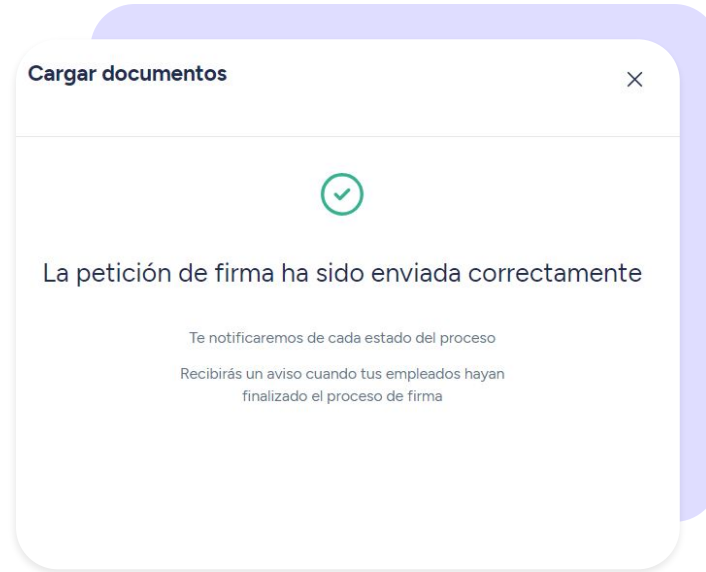 Cargar documentos
La petición de firma ha sido enviada correctamente
Te notificaremos de cada estado del proceso
Recibirás un aviso cuando tus empleados hayan
finalizado el proceso de firma